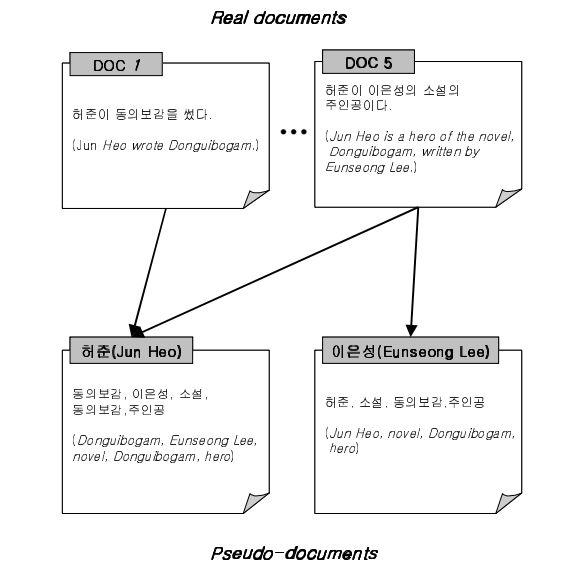 Real documents
DOC 1
허준이 동의보감을 썼다.
(Jun Heo wrote Donguibogam.)
...
DOC 5
허준이 이은성의 소설의
주인공이다.
(Jun Heo is a hero of the novel,
Donguibogam, written by
Eunseong Lee.)
허준(Jun Heo)
동의보감, 이은성, 소설,
동의보감,주인공
(Donguibogam, Eunseong Lee,
novel, Donguibogam, hero)
이은성(Eunseong Lee)
허준, 소설, 동의보감,주인공
(Jun Heo, novel, Donguibogam,
hero)
Pseudo-documents